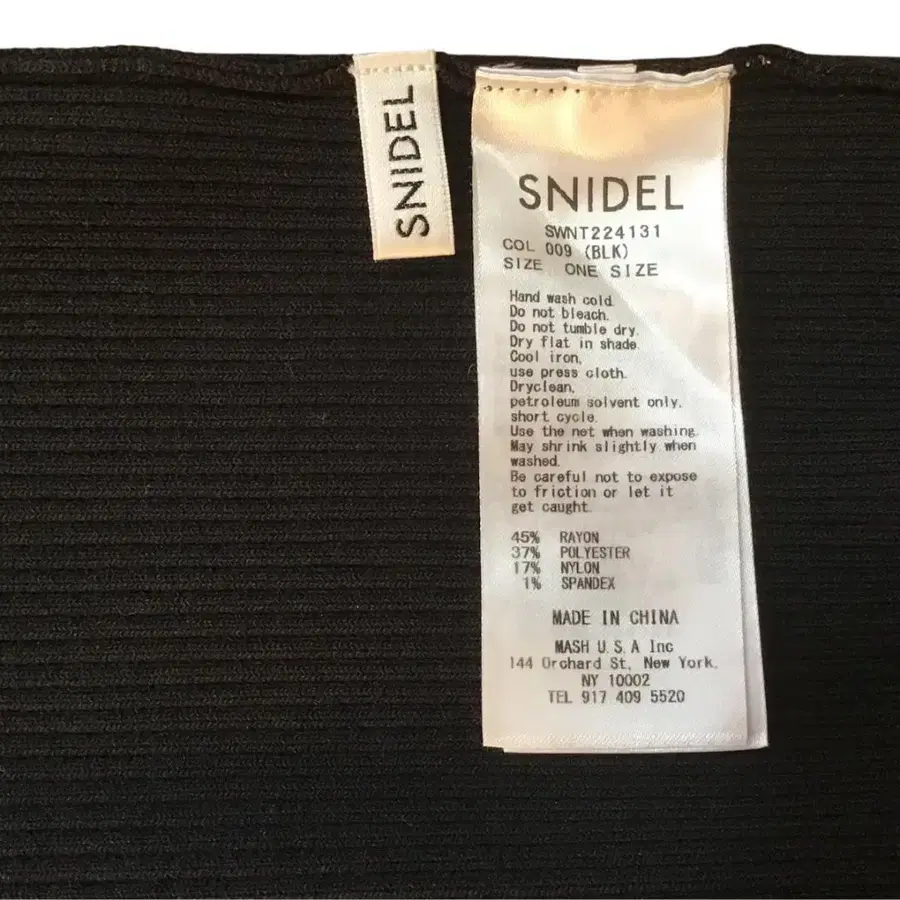 SNIDEL
SNIDEL
SWNT224131
COL 009 (BLK)
SIZE ONE SIZE
Hand wash cold.
Do not bleach.
Do not tumble dry.
Dry flat in shade.
Cool iron,
use press cloth.
Dryclean,
petroleum solvent only,
short cycle.
Use the net when washing.
May shrink slightly when
washed.
Be careful not to expose
to friction or let it
get caught.
45% RAYON
37% POLYESTER
17% NYLON
1% SPANDEX
MADE IN CHINA
MASH U.S.A Inc
144 Orchard St, New York,
NY 10002
TEL 917 409 5520